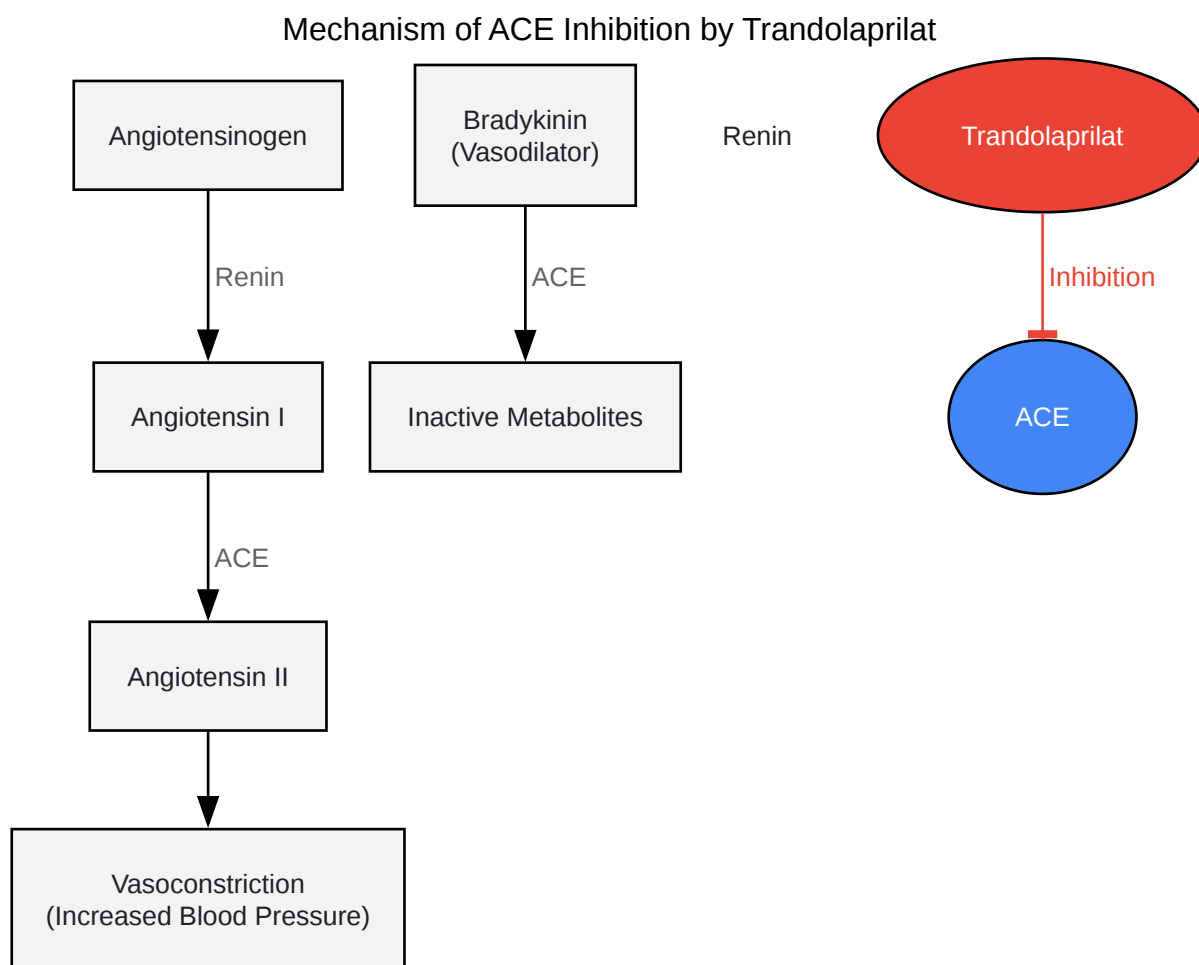 Mechanism of ACE Inhibition by Trandolaprilat
Angiotensinogen
Bradykinin
(Vasodilator)
Renin
Trandolaprilat
Renin
ACE
Inhibition
Angiotensin I
Inactive Metabolites
ACE
ACE
Angiotensin II
Vasoconstriction
(Increased Blood Pressure)